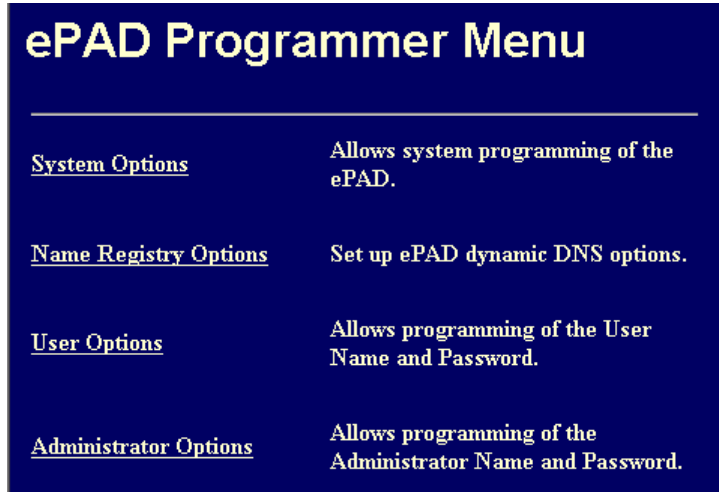 ePAD Programmer Menu
System Options
Allows system programming of the
ePAD.
Name Registry Options
Set up ePAD dynamic DNS options.
User Options
Allows programming of the User
Name and Password.
Administrator Options
Allows programming of the
Administrator Name and Password.